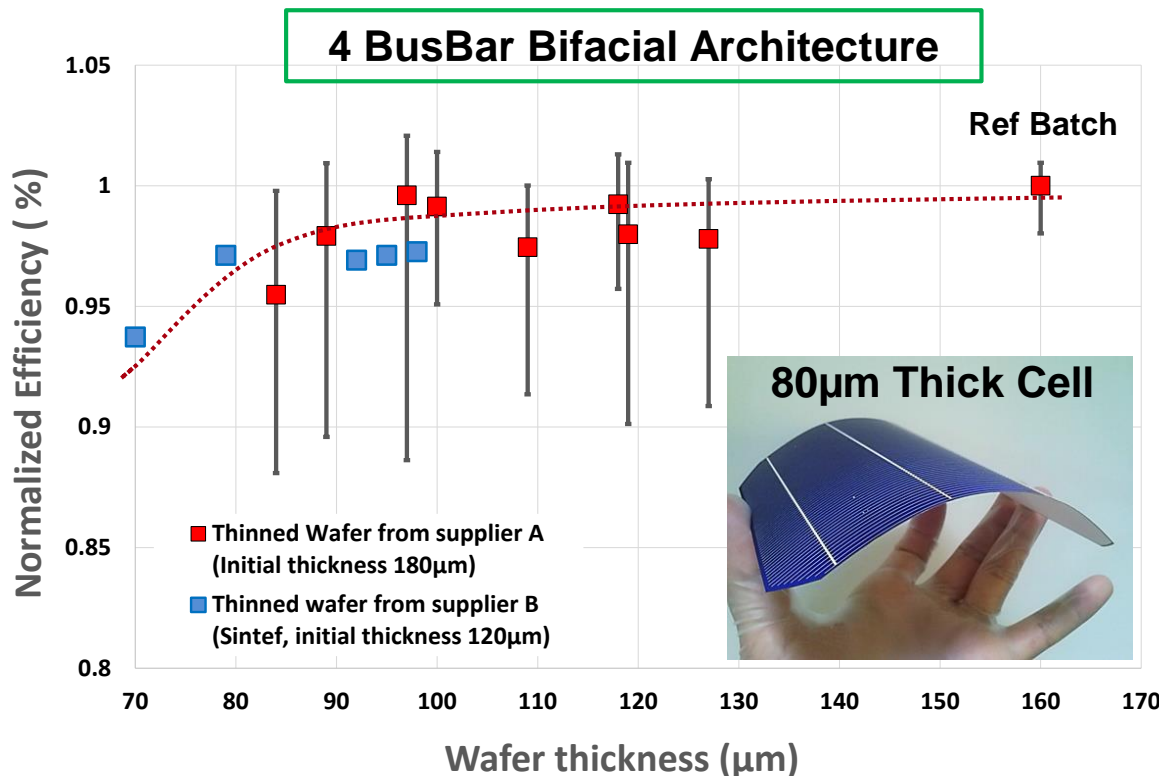 4 BusBar Bifacial Architecture
1.05
1
0.95
0.9
0.85
0.8
Normalized Efficiency ( %)
Ref Batch
80µm Thick Cell
Thinned Wafer from supplier A
(Initial thickness 180µm)
Thinned wafer from supplier B
(Sintef, initial thickness 120µm)
70 80 90 100 110 120 130 140 150 160 170
Wafer thickness (µm)